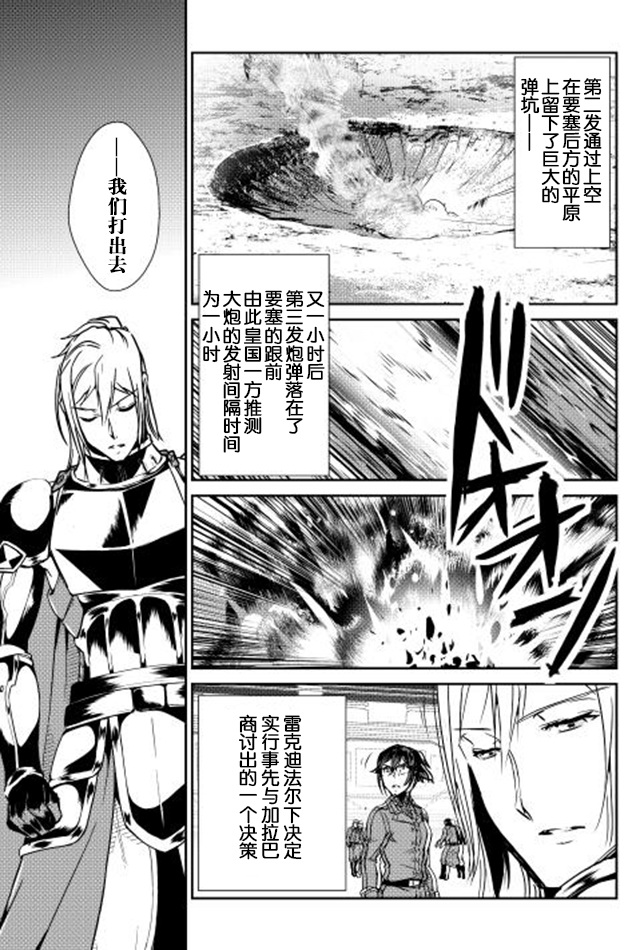 第二发通过上空
在要塞后方的平原
上留下了巨大的
弹坑——
又一小时后
第三发炮弹落在了
要塞的跟前
由此皇国一方推测
大炮的发射间隔时间
为一小时
ドォォ
雷克迪法尔下决定
实行事先与加拉巴
商讨出的一个决策
——我们打出去